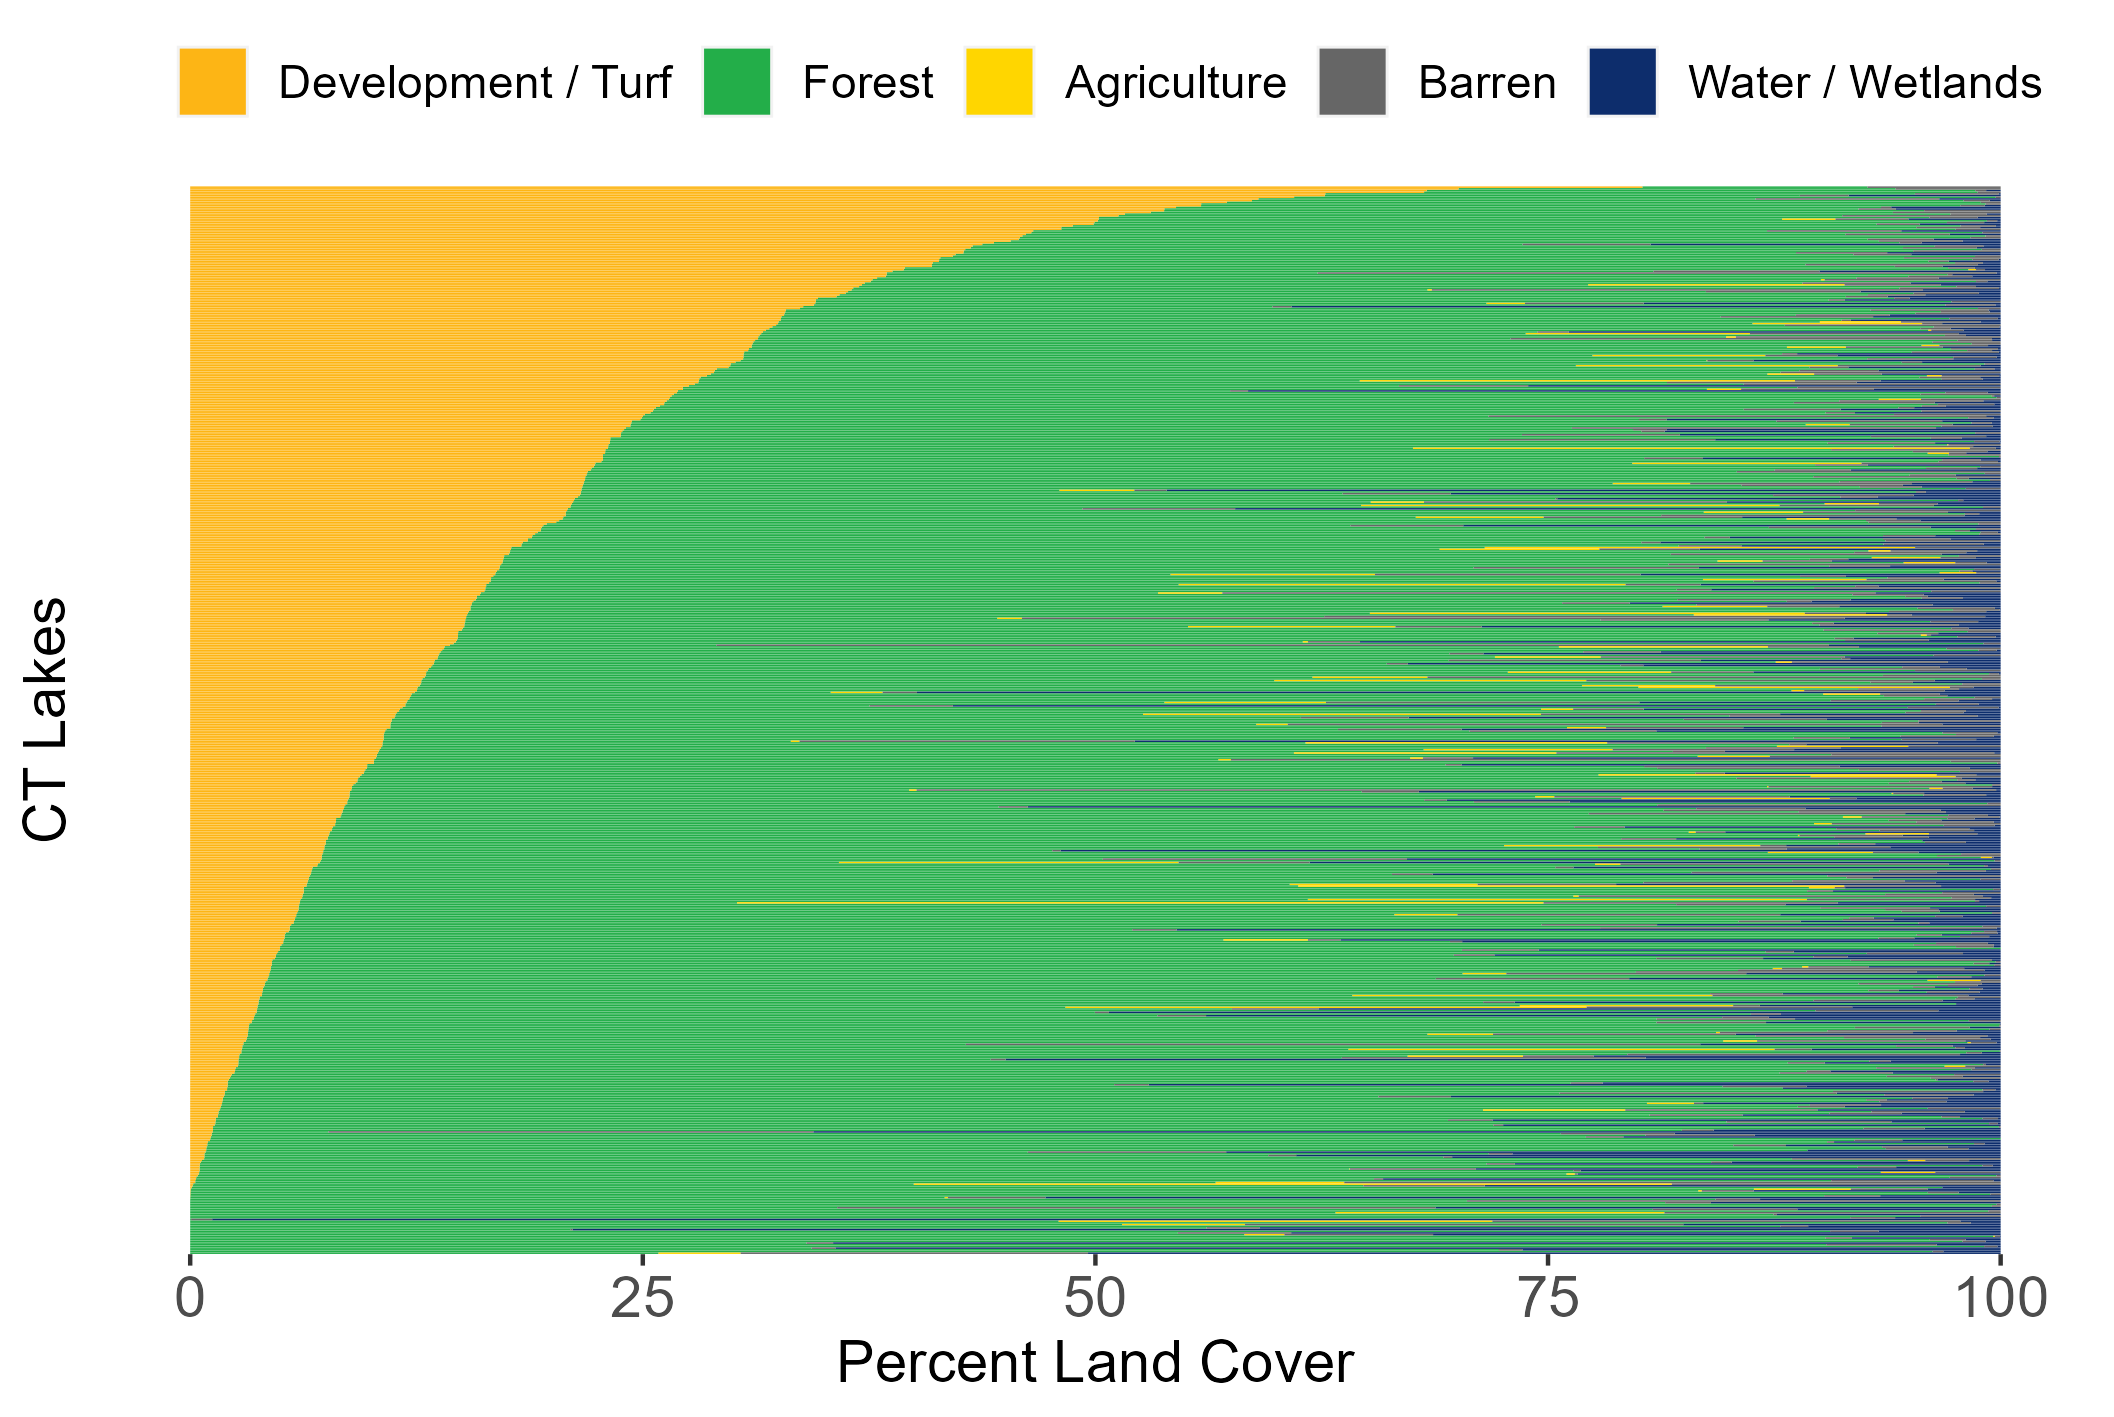 Development / Turf Forest Agriculture Barren Water / Wetlands
CT Lakes
0 25 50 75 100
Percent Land Cover